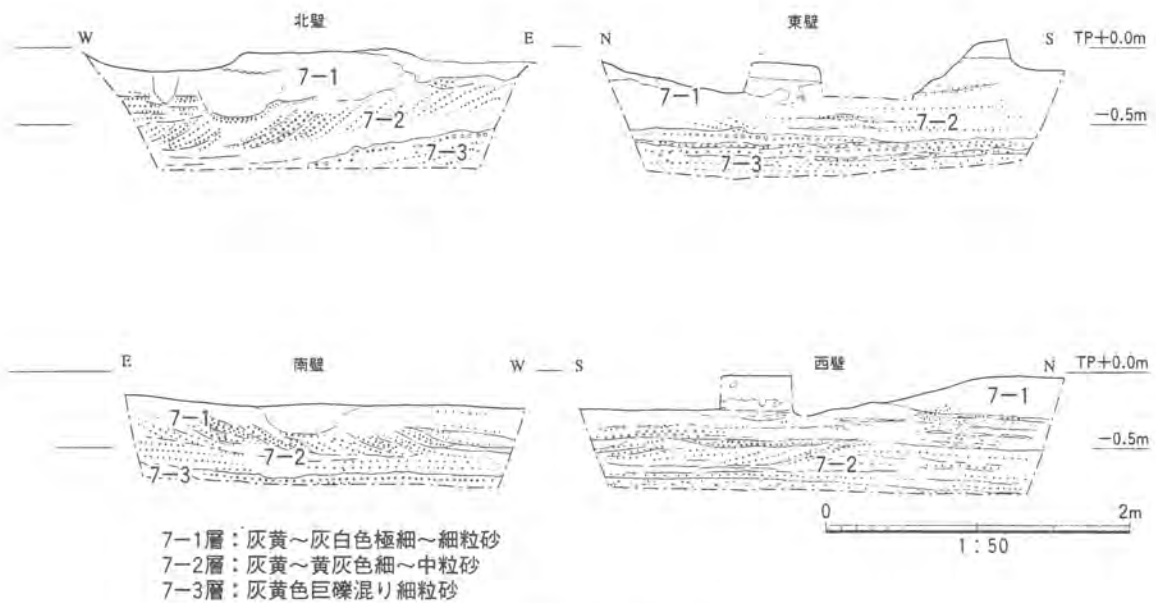 北壁
東壁
W E N S TP+0.0m
7-1
7-1
7-2
7-2
-0.5m
7-3
7-3
南壁
西壁
E W S N TP+0.0m
7-1
7-1
7-2
7-2
-0.5m
7-3
0 2m
1:50
7-1層:灰黄~灰白色極細~細粒砂
7-2層:灰黄~黄灰色細~中粒砂
7-3層:灰黄色巨礫混り細粒砂